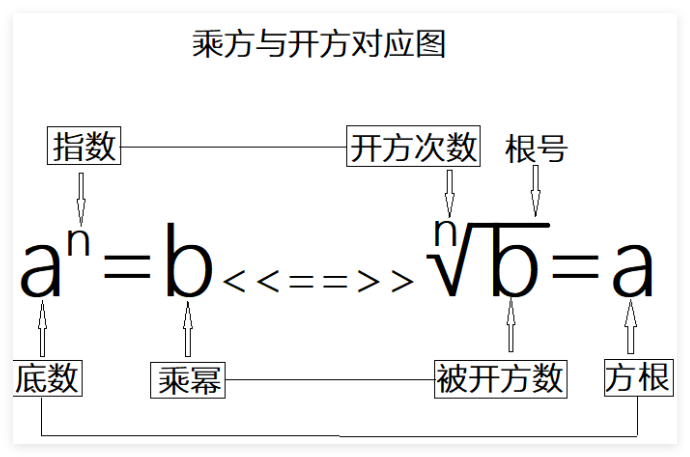 乘方与开方对应图
指数 开方次数 根号
aⁿ=b<<==>>ⁿ√b=a
底数 乘幂 被开方数 方根